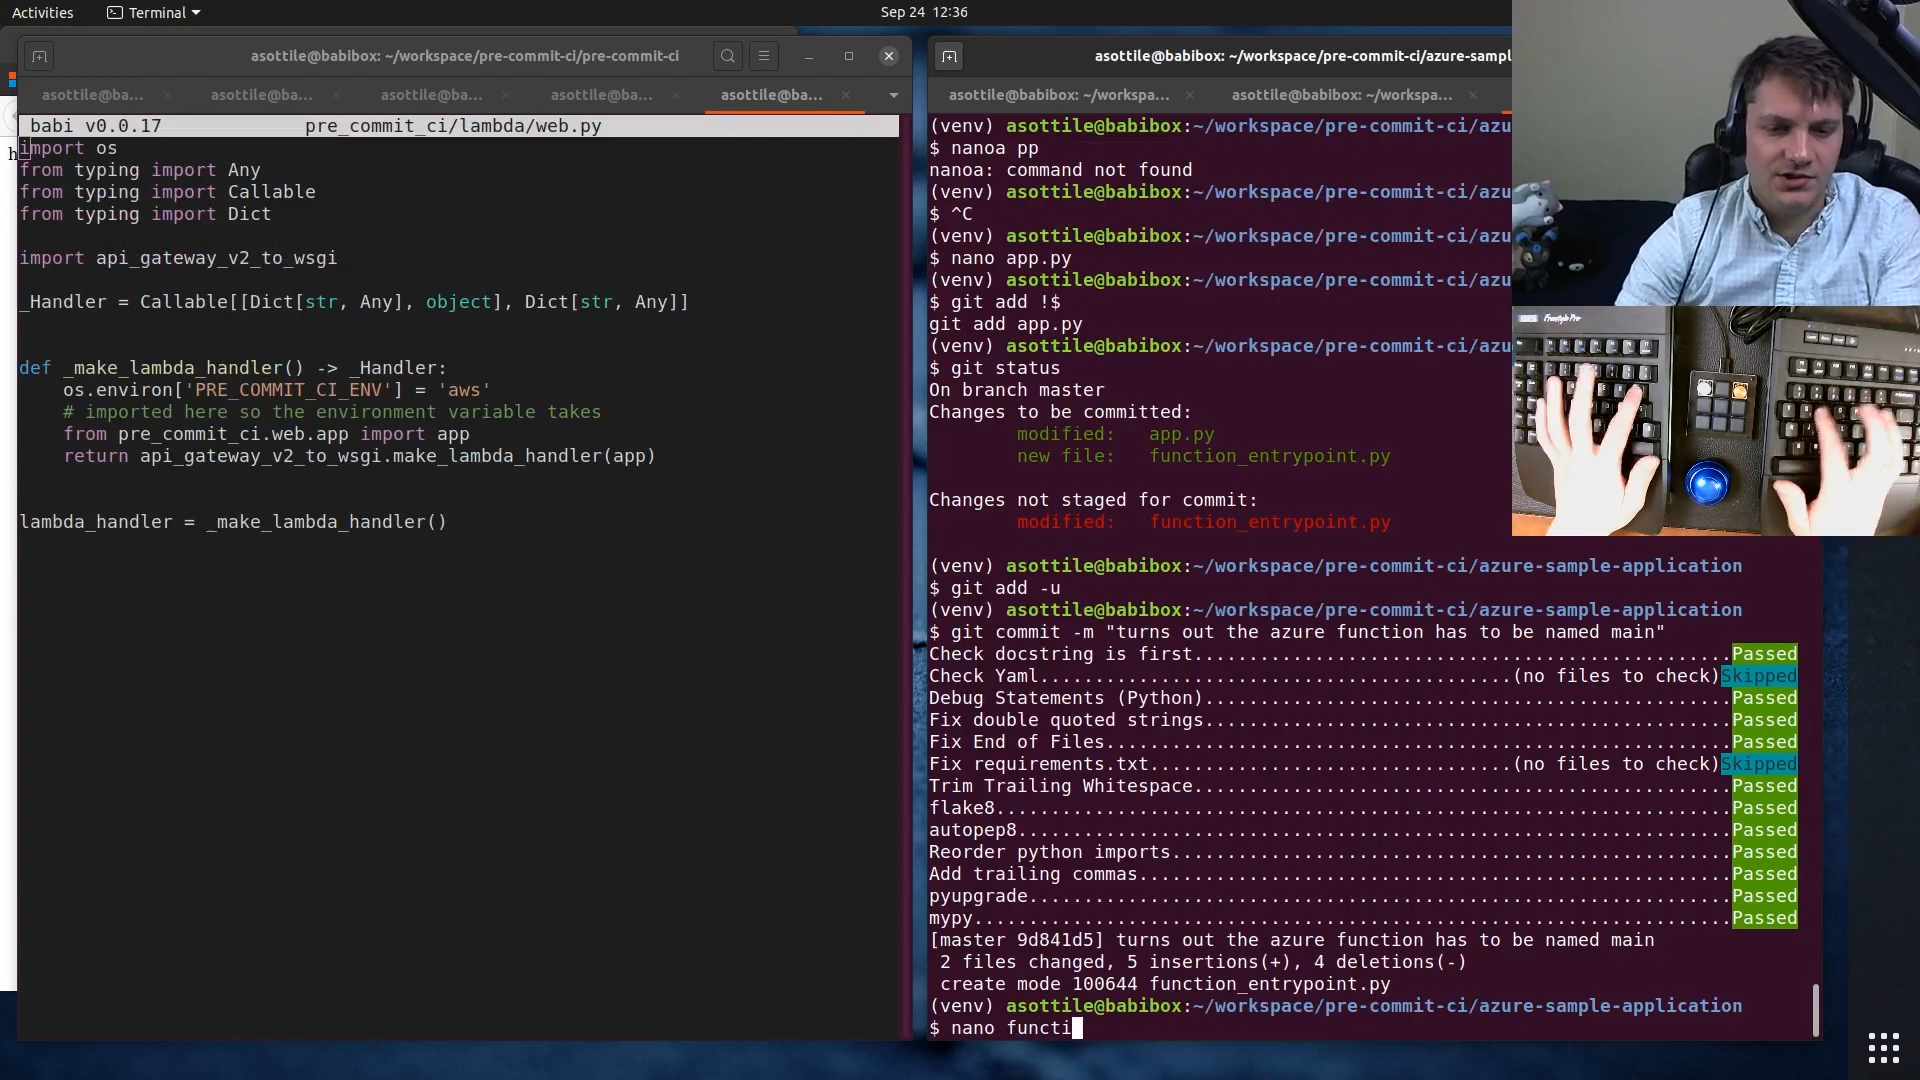 Activities
Terminal
Sep 24 12:36
asottile@babibox: ~/workspace/pre-commit-ci/pre-commit-ci
asottile@ba...
asottile@ba...
asottile@ba...
asottile@ba...
asottile@ba...
babi v0.0.17 pre_commit_ci/lambda/web.py
import os
from typing import Any
from typing import Callable
from typing import Dict
import api_gateway_v2_to_wsgi
_Handler = Callable[[Dict[str, Any], object], Dict[str, Any]]
def _make_lambda_handler() -> _Handler:
os.environ['PRE_COMMIT_CI_ENV'] = 'aws'
# imported here so the environment variable takes
from pre_commit_ci.web.app import app
return api_gateway_v2_to_wsgi.make_lambda_handler(app)
lambda_handler = _make_lambda_handler()
asottile@babibox: ~/workspace/pre-commit-ci/azure-sampl
asottile@babibox: ~/workspa...
asottile@babibox: ~/workspa...
(venv) asottile@babibox:~/workspace/pre-commit-ci/azu
$ nanoa pp
nanoa: command not found
(venv) asottile@babibox:~/workspace/pre-commit-ci/azu
$ ^C
(venv) asottile@babibox:~/workspace/pre-commit-ci/azu
$ nano app.py
(venv) asottile@babibox:~/workspace/pre-commit-ci/azu
$ git add !$
git add app.py
(venv) asottile@babibox:~/workspace/pre-commit-ci/azu
$ git status
On branch master
Changes to be committed:
modified: app.py
new file: function_entrypoint.py
Changes not staged for commit:
modified: function_entrypoint.py
(venv) asottile@babibox:~/workspace/pre-commit-ci/azure-sample-application
$ git add -u
(venv) asottile@babibox:~/workspace/pre-commit-ci/azure-sample-application
$ git commit -m "turns out the azure function has to be named main"
Check docstring is first.................................................Passed
Check Yaml...........................................(no files to check)Skipped
Debug Statements (Python)................................................Passed
Fix double quoted strings................................................Passed
Fix End of Files.........................................................Passed
Fix requirements.txt.................................(no files to check)Skipped
Trim Trailing Whitespace.................................................Passed
flake8...................................................................Passed
autopep8.................................................................Passed
Reorder python imports...................................................Passed
Add trailing commas......................................................Passed
pyupgrade................................................................Passed
mypy.....................................................................Passed
[master 9d841d5] turns out the azure function has to be named main
2 files changed, 5 insertions(+), 4 deletions(-)
create mode 100644 function_entrypoint.py
(venv) asottile@babibox:~/workspace/pre-commit-ci/azure-sample-application
$ nano functi
Freestyle Pro